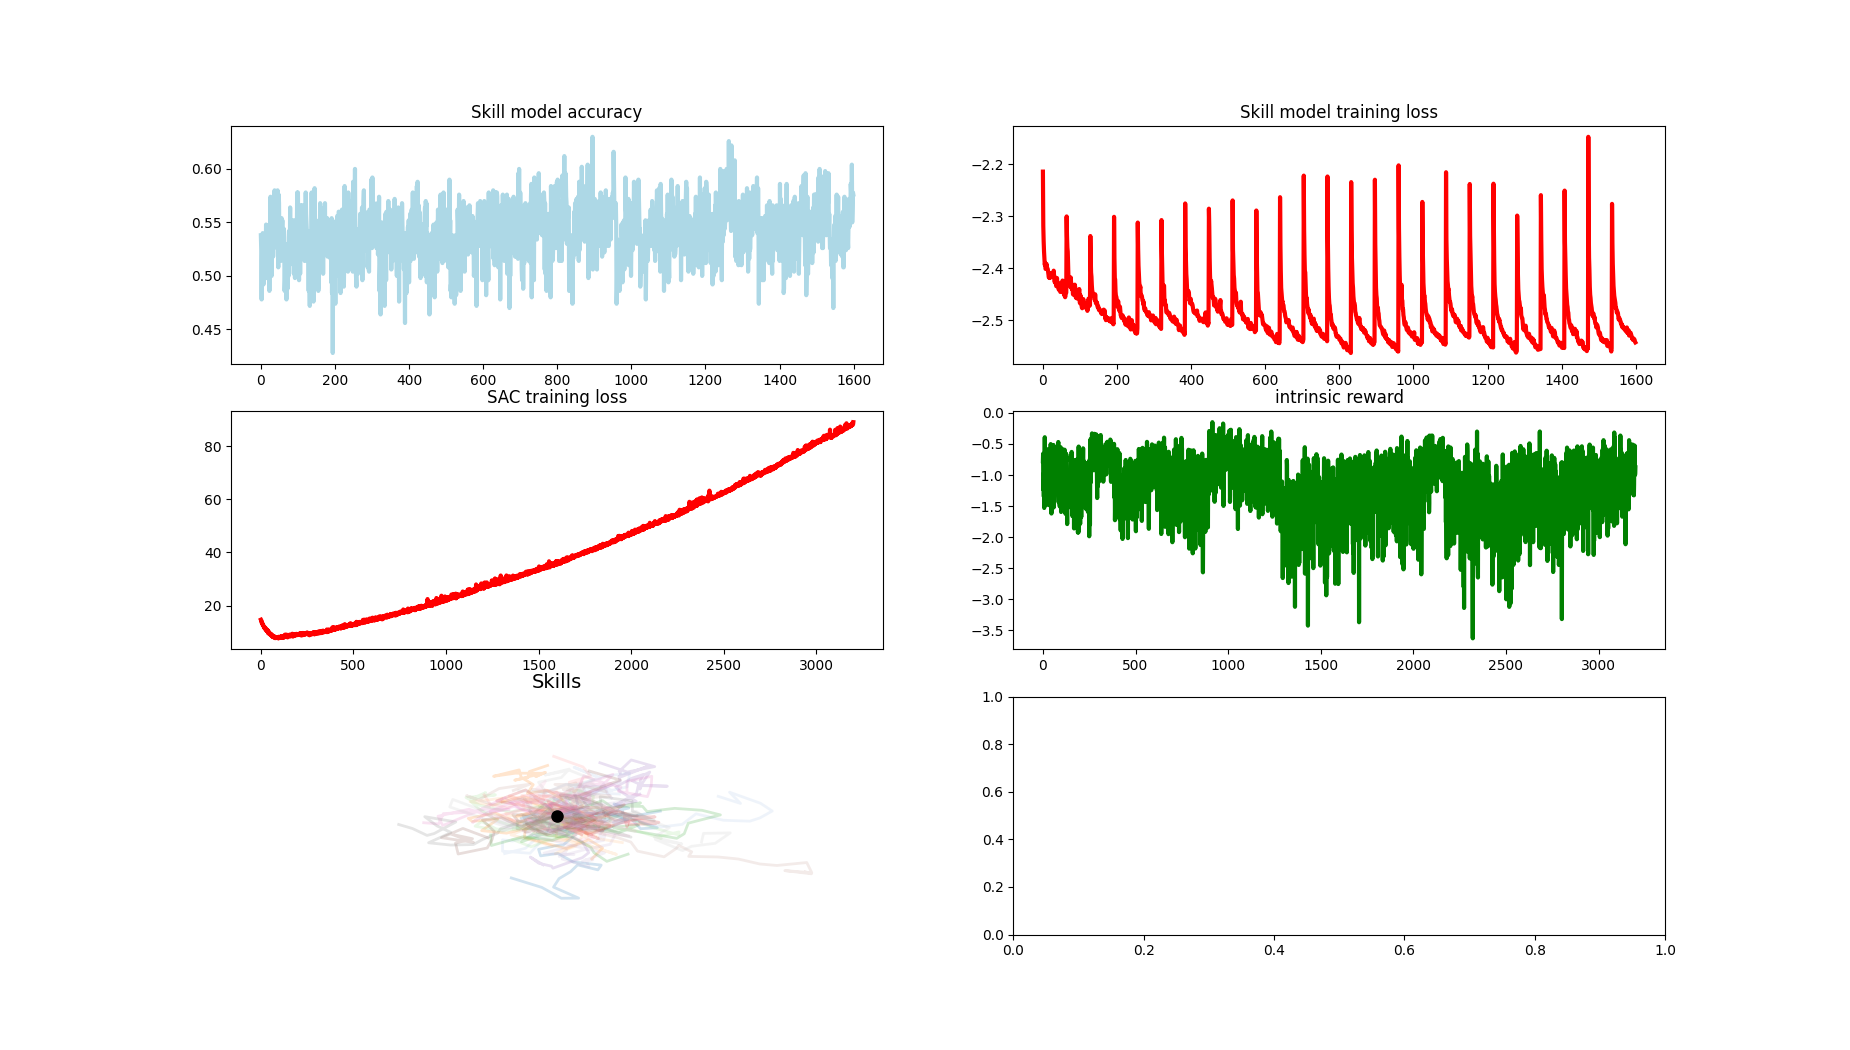 Skill model accuracy
0.60
0.55
0.50
0.45
0 200 400 600 800 1000 1200 1400 1600
Skill model training loss
−2.2
−2.3
−2.4
−2.5
0 200 400 600 800 1000 1200 1400 1600
SAC training loss
80
60
40
20
0 500 1000 1500 2000 2500 3000
intrinsic reward
0.0
−0.5
−1.0
−1.5
−2.0
−2.5
−3.0
−3.5
0 500 1000 1500 2000 2500 3000
Skills
1.0
0.8
0.6
0.4
0.2
0.0
0.0 0.2 0.4 0.6 0.8 1.0